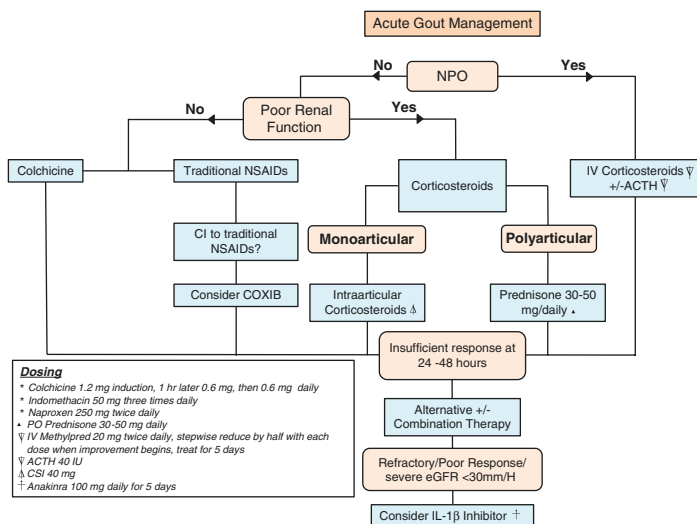 Acute Gout Management
No
NPO
Yes
No
Poor Renal
Function
Yes
Colchicine
Traditional NSAIDs
Corticosteroids
IV Corticosteroids
+/-ACTH
CI to traditional
NSAIDs?
Monoarticular
Polyarticular
Consider COXIB
Intraarticular
Corticosteroids
Prednisone 30-50
mg/daily
Insufficient response at
24 -48 hours
Dosing
* Colchicine 1.2 mg induction, 1 hr later 0.6 mg, then 0.6 mg daily
* Indomethacin 50 mg three times daily
* Naproxen 250 mg twice daily
▴ PO Prednisone 30-50 mg daily
IV Methylpred 20 mg twice daily, stepwise reduce by half with each
dose when improvement begins, treat for 5 days
ACTH 40 IU
CSI 40 mg
† Anakinra 100 mg daily for 5 days
Alternative +/-
Combination Therapy
Refractory/Poor Response/
severe eGFR <30mm/H
Consider IL-1β Inhibitor †